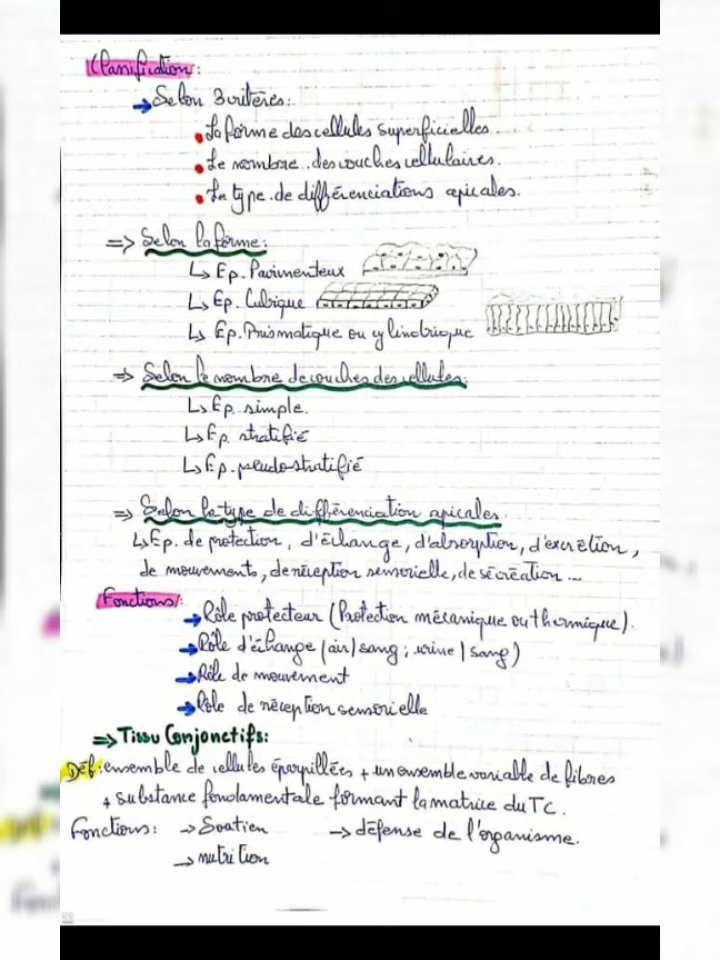 Classification:
→ Selon 3 critères:
• La forme des cellules superficielles.
• Le nombre des couches cellulaires.
• Le type de différenciations apicales.
=> Selon la forme:
↳ Ep. Pavimenteux
↳ Ep. Cubique
↳ Ep. Prismatique ou cylindrique
=> Selon le nombre de couches des cellules:
↳ Ep. simple.
↳ Ep. stratifié
↳ Ep. pseudo-stratifié
=> Selon le type de différenciation apicales.
↳ Ep. de protection, d'échange, d'absorption, d'excrétion,
de mouvements, de réception sensorielle, de sécréation ...
Fonctions:
→ Rôle protecteur (Protection mécanique ou thermique).
→ Rôle d'échange (air/sang; urine/sang)
→ Rôle de mouvement
→ Rôle de réception sensorielle
=> Tissu Conjonctifs:
Déf: ensemble de cellules éparpillées + un ensemble variable de fibres
+ substance fondamentale formant la matrice du TC.
Fonctions: → Soutien → défense de l'organisme.
→ nutrition